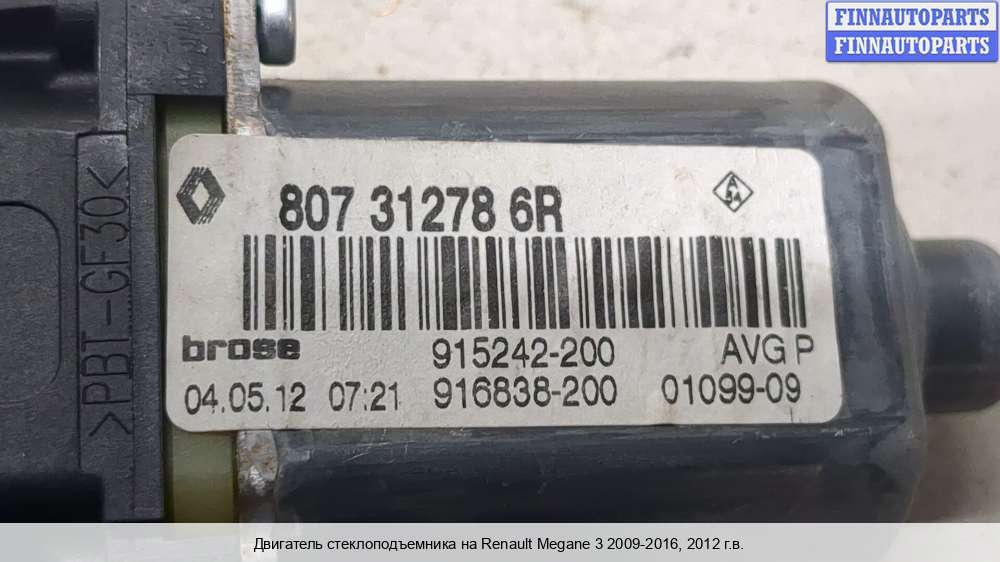 FINNAUTOPARTS
FINNAUTOPARTS
807 31278 6R
brose
915242-200
AVG P
04.05.12 07:21
916838-200
01099-09
>PBT-GF30<
Двигатель стеклоподъемника на Renault Megane 3 2009-2016, 2012 г.в.